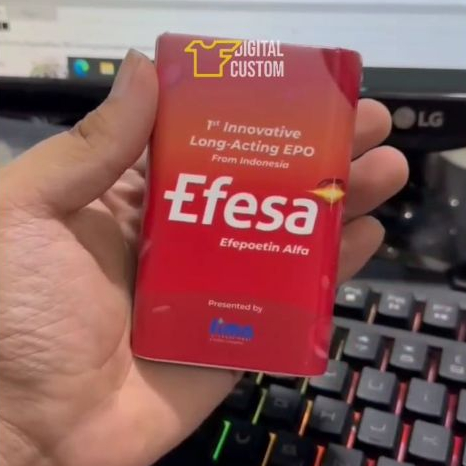 DIGITAL
CUSTOM
1st Innovative
Long-Acting EPO
From Indonesia
Efesa
Efepoetin Alfa
Presented by
LG